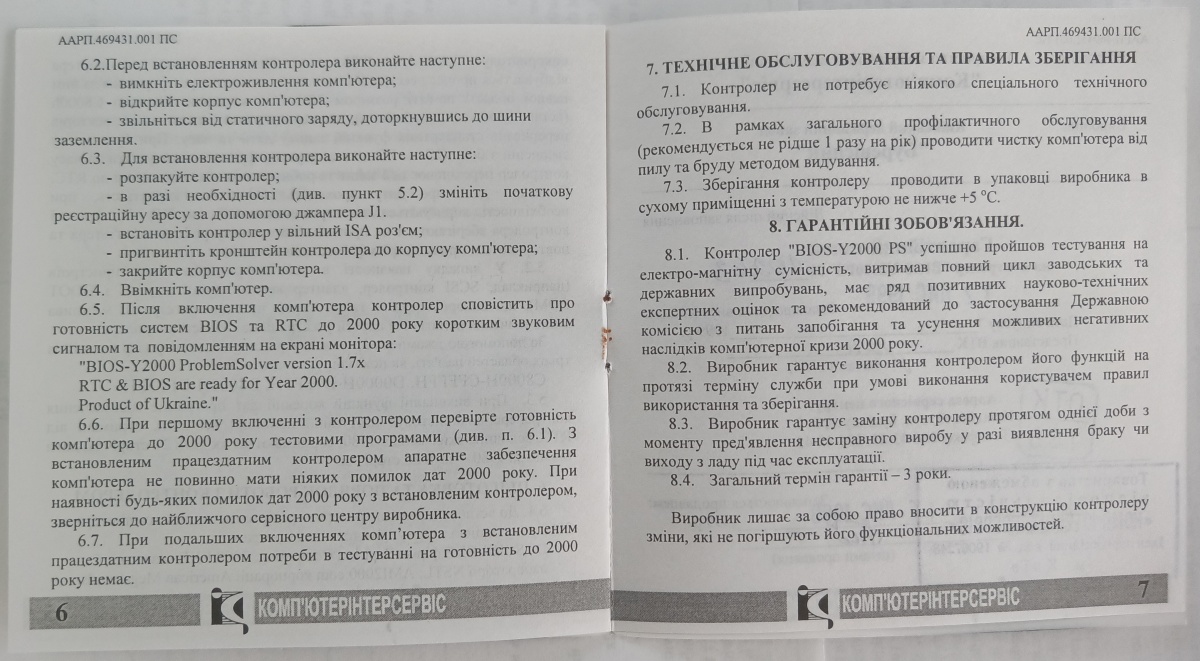 ААРП.469431.001 ПС
6.2.Перед встановленням контролера виконайте наступне:
- вимкніть електроживлення комп'ютера;
- відкрийте корпус комп'ютера;
- звільніться від статичного заряду, доторкнувшись до шини
заземлення.
6.3. Для встановлення контролера виконайте наступне:
- розпакуйте контролер;
- в разі необхідності (див. пункт 5.2) змініть початкову
реєстраційну аресу за допомогою джампера J1.
- встановіть контролер у вільний ISA роз'єм;
- пригвинтіть кронштейн контролера до корпусу комп'ютера;
- закрийте корпус комп'ютера.
6.4. Ввімкніть комп'ютер.
6.5. Після включення комп'ютера контролер сповістить про
готовність систем BIOS та RTC до 2000 року коротким звуковим
сигналом та повідомленням на екрані монітора:
"BIOS-Y2000 ProblemSolver version 1.7x
RTC & BIOS are ready for Year 2000.
Product of Ukraine."
6.6. При першому включенні з контролером перевірте готовність
комп'ютера до 2000 року тестовими програмами (див. п. 6.1). З
встановленим працездатним контролером апаратне забезпечення
комп'ютера не повинно мати ніяких помилок дат 2000 року. При
наявності будь-яких помилок дат 2000 року з встановленим контролером,
зверніться до найближчого сервісного центру виробника.
6.7. При подальших включеннях комп'ютера з встановленим
працездатним контролером потреби в тестуванні на готовність до 2000
року немає.
6 КОМП'ЮТЕРІНТЕРСЕРВІС
ААРП.469431.001 ПС
7. ТЕХНІЧНЕ ОБСЛУГОВУВАННЯ ТА ПРАВИЛА ЗБЕРІГАННЯ
7.1. Контролер не потребує ніякого спеціального технічного
обслуговування.
7.2. В рамках загального профілактичного обслуговування
(рекомендується не рідше 1 разу на рік) проводити чистку комп'ютера від
пилу та бруду методом видування.
7.3. Зберігання контролеру проводити в упаковці виробника в
сухому приміщенні з температурою не нижче +5 °С.
8. ГАРАНТІЙНІ ЗОБОВ'ЯЗАННЯ.
8.1. Контролер "BIOS-Y2000 PS" успішно пройшов тестування на
електро-магнітну сумісність, витримав повний цикл заводських та
державних випробувань, має ряд позитивних науково-технічних
експертних оцінок та рекомендований до застосування Державною
комісією з питань запобігання та усунення можливих негативних
наслідків комп'ютерної кризи 2000 року.
8.2. Виробник гарантує виконання контролером його функцій на
протязі терміну служби при умові виконання користувачем правил
використання та зберігання.
8.3. Виробник гарантує заміну контролеру протягом однієї доби з
моменту пред'явлення несправного виробу у разі виявлення браку чи
виходу з ладу під час експлуатації.
8.4. Загальний термін гарантії – 3 роки.
Виробник лишає за собою право вносити в конструкцію контролеру
зміни, які не погіршують його функціональних можливостей.
КОМП'ЮТЕРІНТЕРСЕРВІС 7